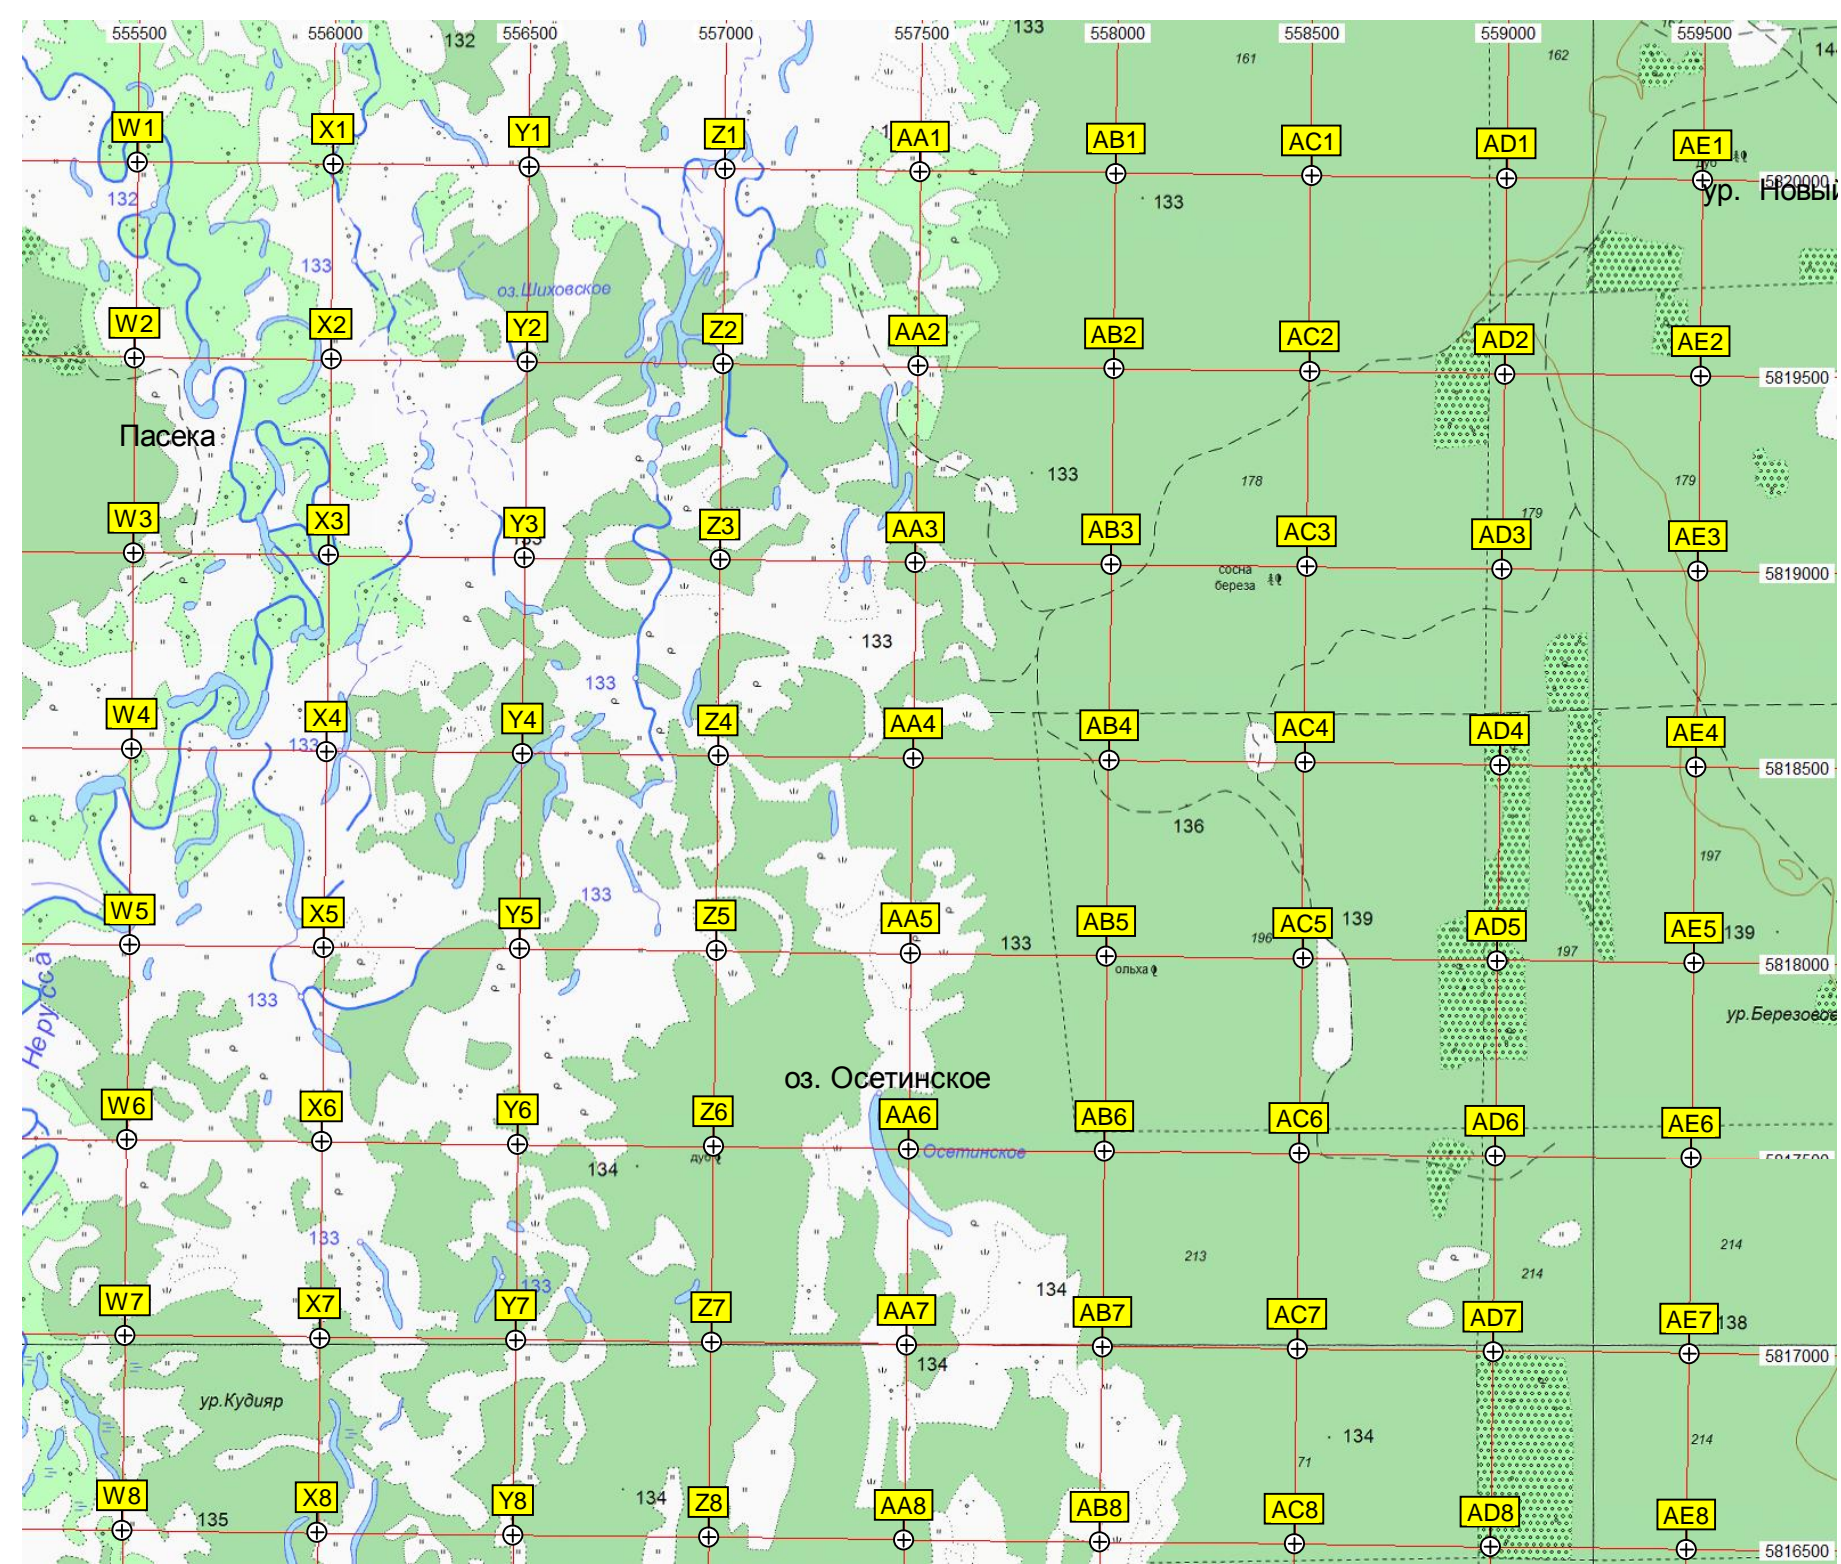 555500 556000 556500 557000 557500 558000 558500 559000 559500
132 133 161 162
W1 X1 Y1 Z1 AA1 AB1 AC1 AD1 AE1
дуб
5820000
132 133 ур. Новый
133 оз.Шиховское
W2 X2 Y2 Z2 AA2 AB2 AC2 AD2 AE2
5819500
Пасека
133 178 179
179
W3 X3 Y3 Z3 AA3 AB3 AC3 AD3 AE3
133
сосна
береза
5819000
133
133
W4 X4 Y4 Z4 AA4 AB4 AC4 AD4 AE4
133
5818500
136
197
133
W5 X5 Y5 Z5 AA5 AB5 AC5 AD5 AE5
139 139
133 196 197
ольха
5818000
Нерусса
133
ур.Березовое
оз. Осетинское
W6 X6 Y6 Z6 AA6 AB6 AC6 AD6 AE6
Осетинское
дуб
134
5817500
133 213 214
214
133 134
W7 X7 Y7 Z7 AA7 AB7 AC7 AD7 AE7
138
134
5817000
ур.Кудияр
134 214
71
W8 X8 Y8 Z8 AA8 AB8 AC8 AD8 AE8
135 134
5816500